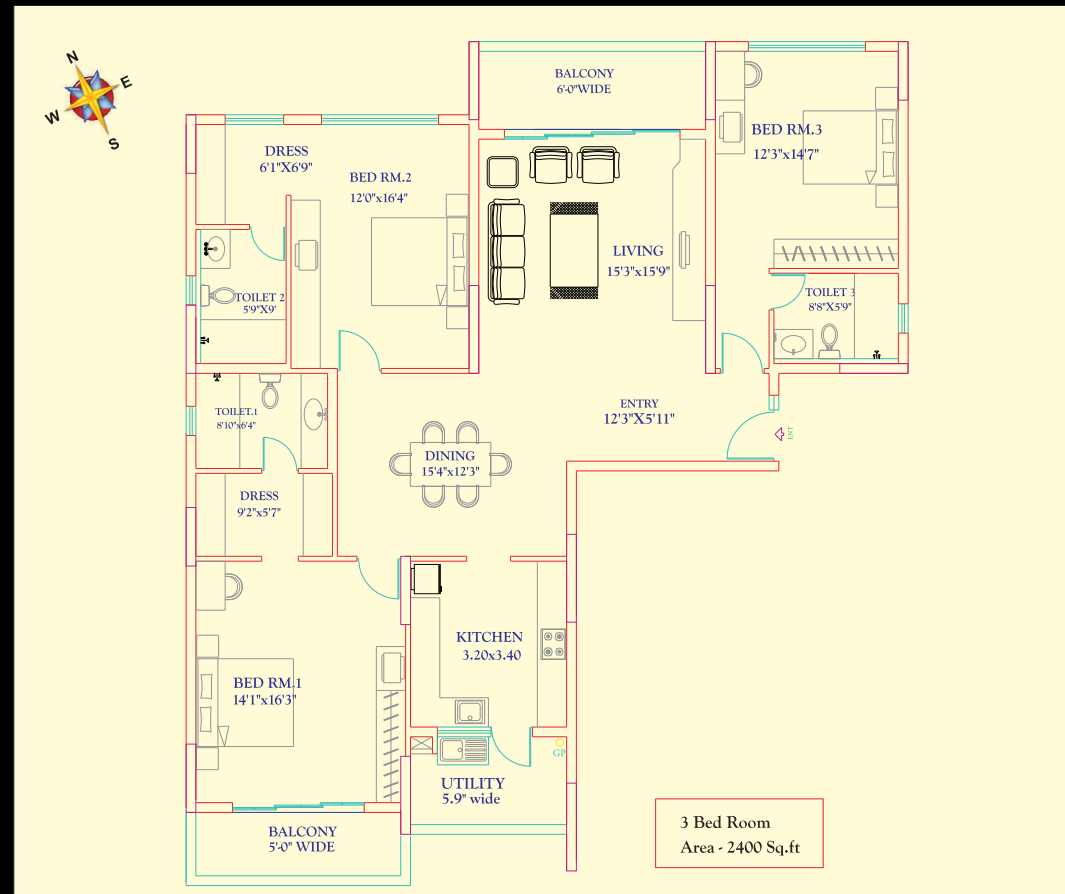 N
E
W
S
BALCONY
6'-0"WIDE
BED RM.3
12'3"x14'7"
DRESS
6'1"X6'9"
BED RM.2
12'0"x16'4"
LIVING
15'3"x15'9"
TOILET 2
5'9"X9'
TOILET 3
8'8"X5'9"
TOILET.1
8'10"x6'4"
ENTRY
12'3"X5'11"
ENT
DINING
15'4"x12'3"
DRESS
9'2"x5'7"
KITCHEN
3.20x3.40
BED RM.1
14'1"x16'3"
GP
UTILITY
5.9" wide
BALCONY
5'-0" WIDE
3 Bed Room
Area - 2400 Sq.ft